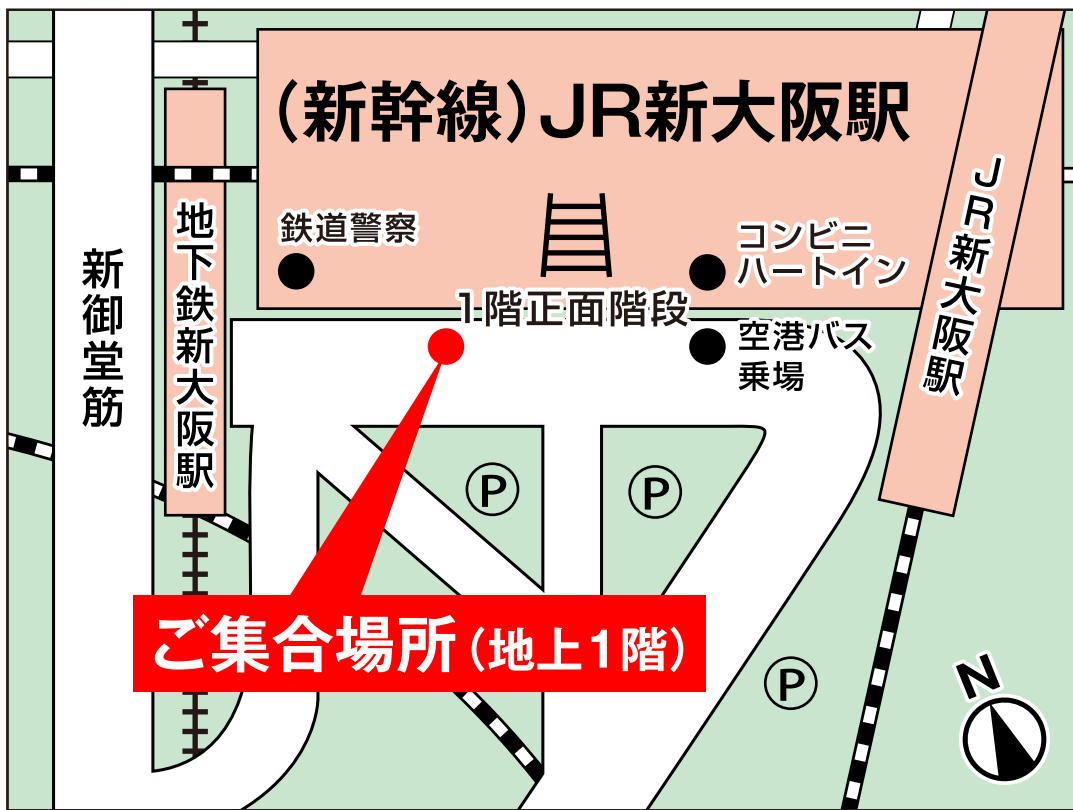 （新幹線）JR新大阪駅
鉄道警察
コンビニ
ハートイン
1階正面階段
空港バス
乗場
新御堂筋
地下鉄新大阪駅
JR新大阪駅
P
P
ご集合場所（地上1階）
P
N